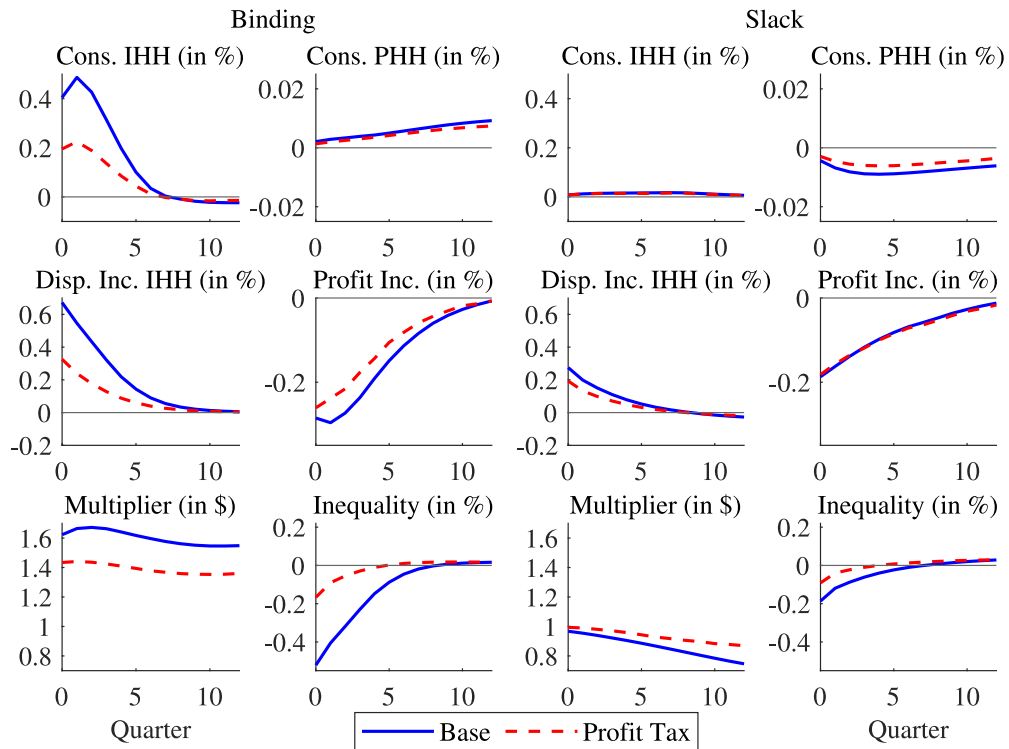 Binding Slack
Cons. IHH (in %) Cons. PHH (in %) Cons. IHH (in %) Cons. PHH (in %)
0.4 0.02 0.4 0.02
0.2 0 0.2 0
0 -0.02 0 -0.02
0 5 10 0 5 10 0 5 10 0 5 10
Disp. Inc. IHH (in %) Profit Inc. (in %) Disp. Inc. IHH (in %) Profit Inc. (in %)
0.6 0 0.6 0
0.4 0.4
0.2 -0.2 0.2 -0.2
0 0
-0.2 -0.2
0 5 10 0 5 10 0 5 10 0 5 10
Multiplier (in $) Inequality (in %) Multiplier (in $) Inequality (in %)
1.6 0.2 1.6 0.2
1.4 0 1.4 0
1.2 -0.2 1.2 -0.2
1 -0.4 1 -0.4
0.8 0.8
0 5 10 0 5 10 0 5 10 0 5 10
Quarter Base Profit Tax Quarter